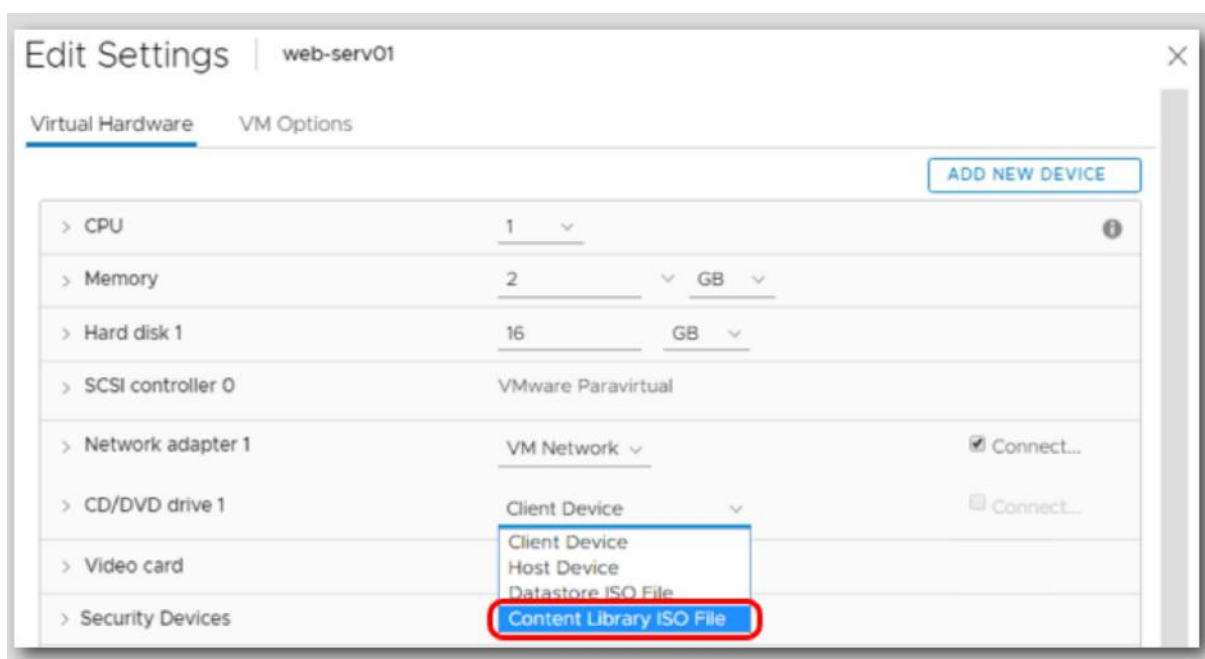 Edit Settings | web-serv01
Virtual Hardware VM Options
ADD NEW DEVICE
CPU 1
Memory 2 GB
Hard disk 1 16 GB
SCSI controller 0 VMware Paravirtual
Network adapter 1 VM Network Connect...
CD/DVD drive 1 Client Device Connect...
Client Device
Video card Host Device
Datastore ISO File
Security Devices Content Library ISO File